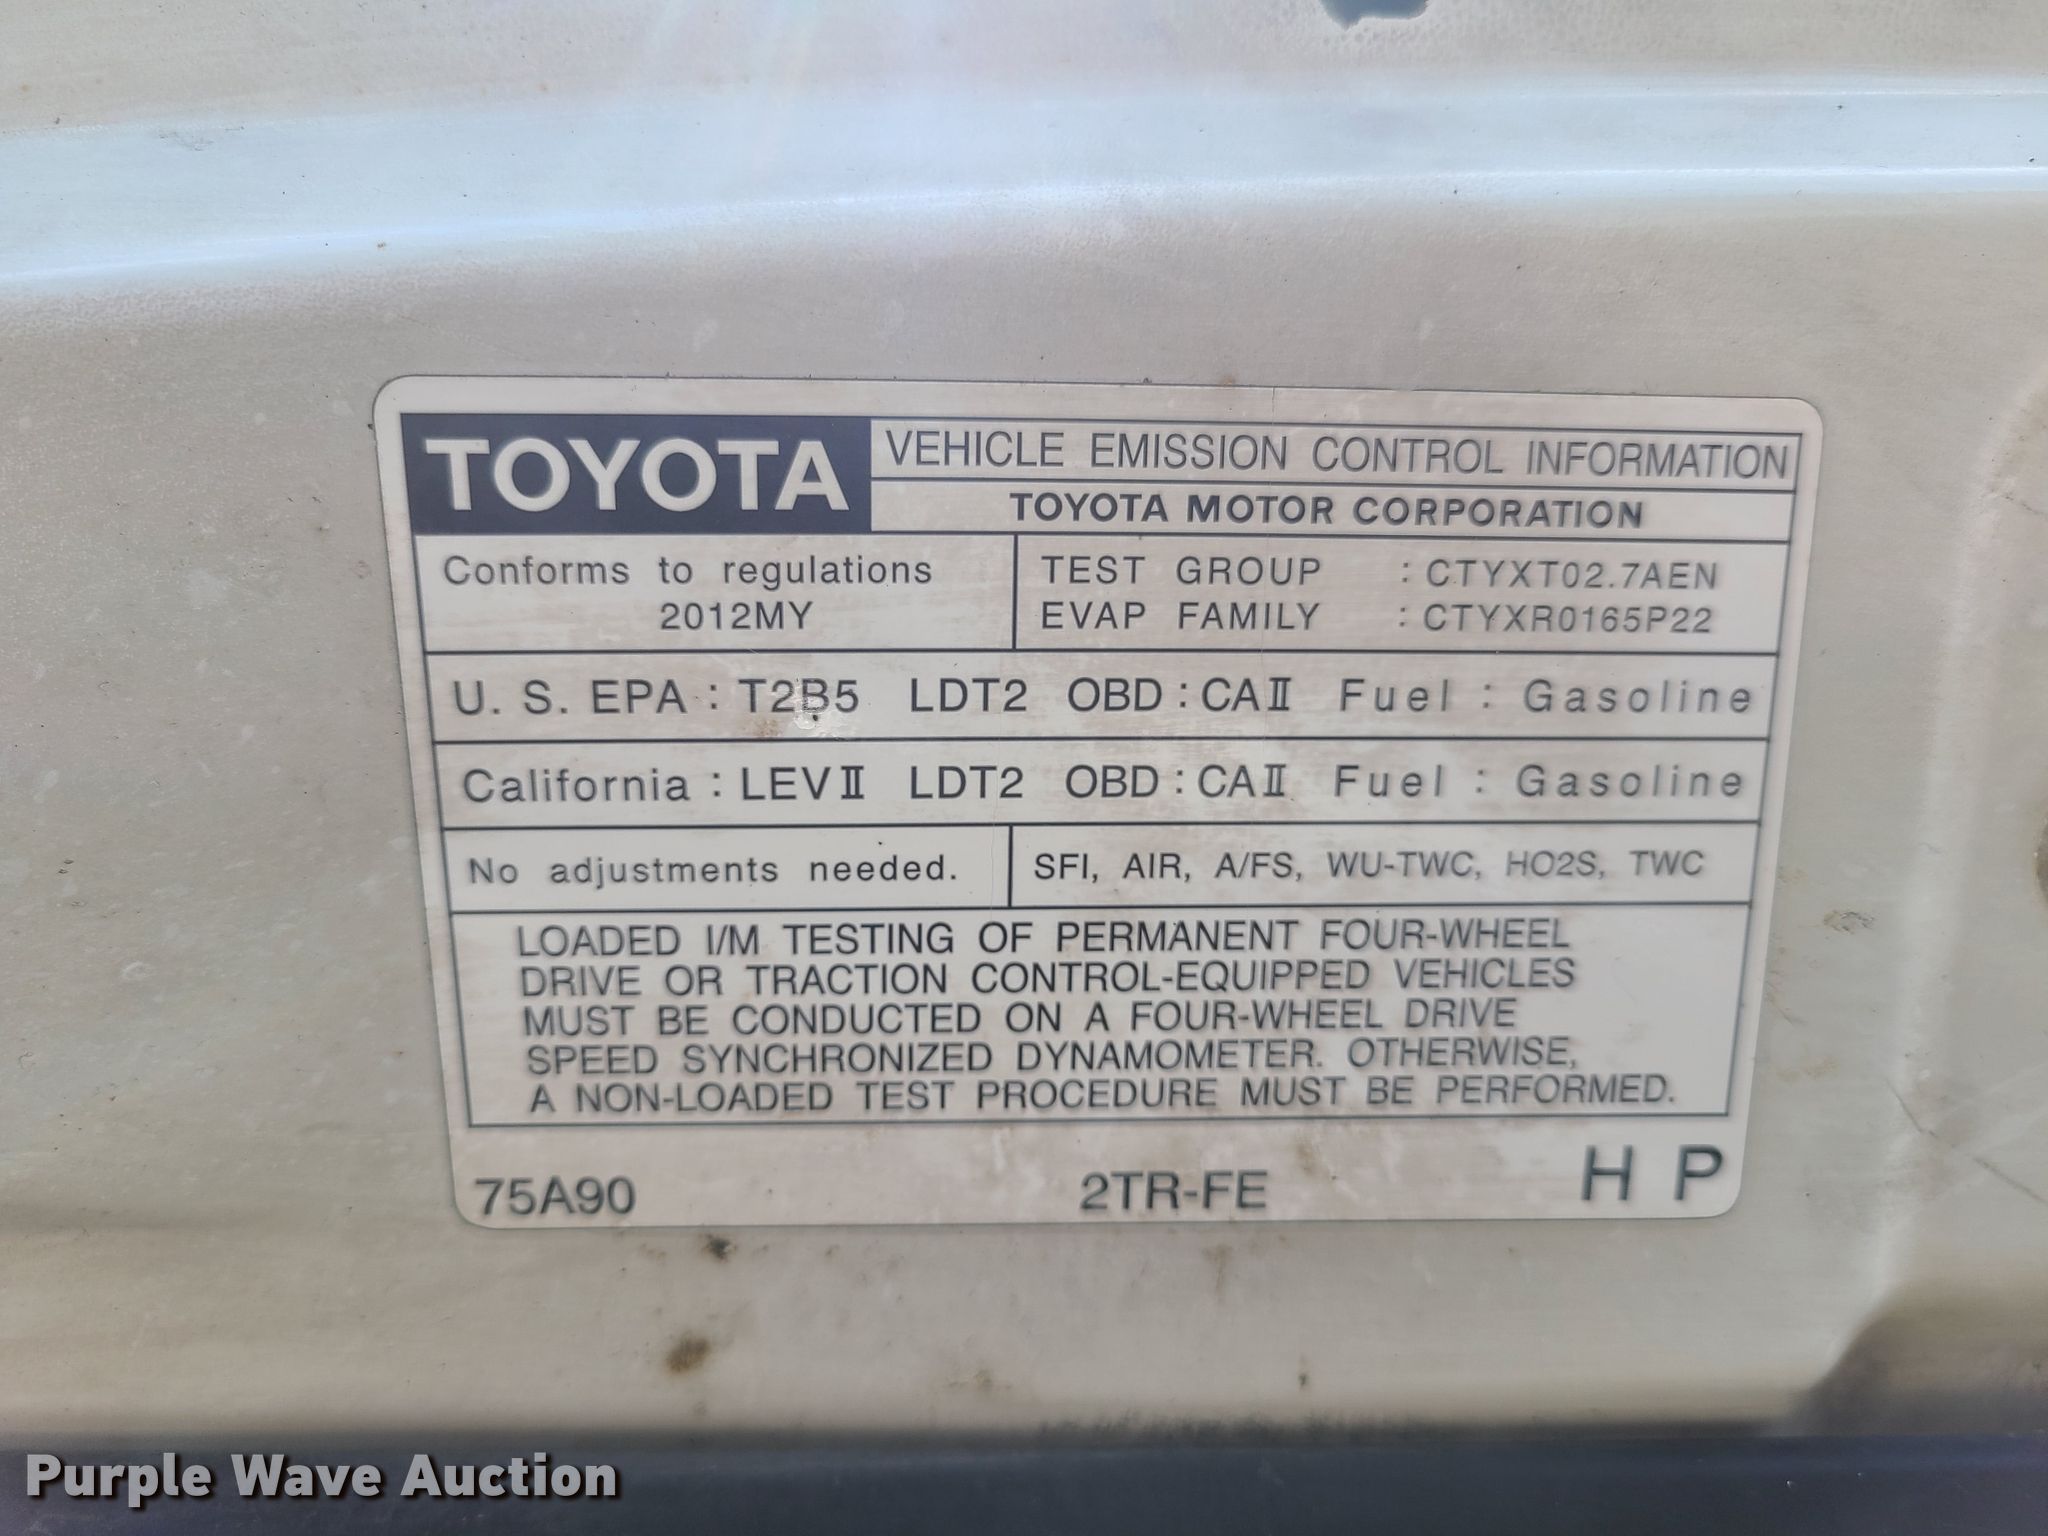 TOYOTA VEHICLE EMISSION CONTROL INFORMATION
TOYOTA MOTOR CORPORATION
Conforms to regulations
2012MY
TEST GROUP : CTYXT02.7AEN
EVAP FAMILY : CTYXR0165P22
U. S. EPA : T2B5 LDT2 OBD : CAⅡ Fuel : Gasoline
California : LEVⅡ LDT2 OBD : CAⅡ Fuel : Gasoline
No adjustments needed. SFI, AIR, A/FS, WU-TWC, HO2S, TWC
LOADED I/M TESTING OF PERMANENT FOUR-WHEEL
DRIVE OR TRACTION CONTROL-EQUIPPED VEHICLES
MUST BE CONDUCTED ON A FOUR-WHEEL DRIVE
SPEED SYNCHRONIZED DYNAMOMETER. OTHERWISE,
A NON-LOADED TEST PROCEDURE MUST BE PERFORMED.
75A90 2TR-FE H P
Purple Wave Auction